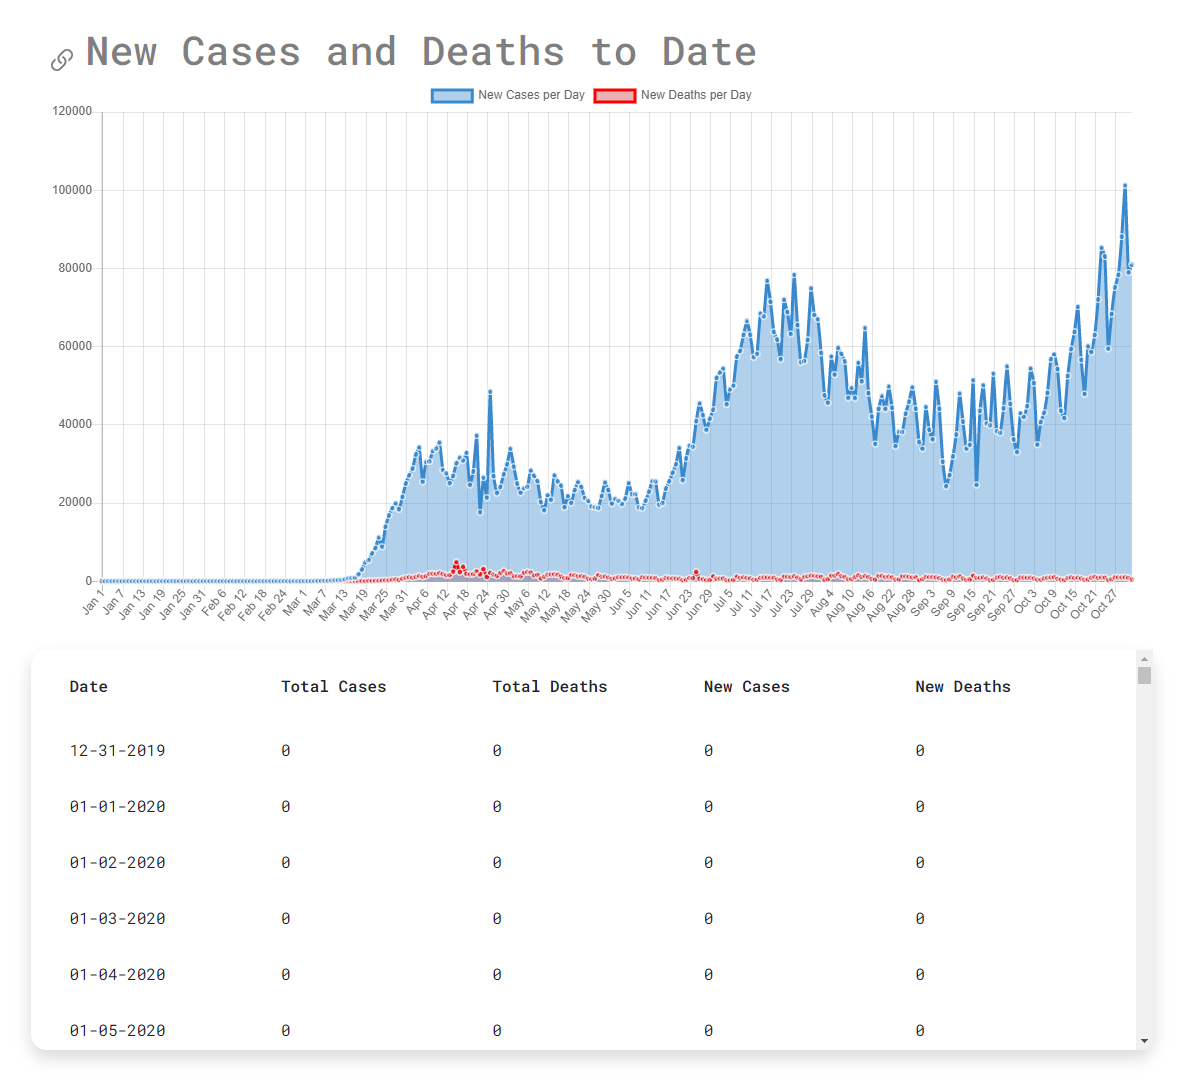 New Cases and Deaths to Date
New Cases per Day New Deaths per Day
120000
100000
80000
60000
40000
20000
0
Jan 1 Jan 7 Jan 13 Jan 19 Jan 25 Jan 31 Feb 6 Feb 12 Feb 18 Feb 24 Mar 1 Mar 7 Mar 13 Mar 19 Mar 25 Mar 31 Apr 6 Apr 12 Apr 18 Apr 24 Apr 30 May 6 May 12 May 18 May 24 May 30 Jun 5 Jun 11 Jun 17 Jun 23 Jun 29 Jul 5 Jul 11 Jul 17 Jul 23 Jul 29 Aug 4 Aug 10 Aug 16 Aug 22 Aug 28 Sep 3 Sep 9 Sep 15 Sep 21 Sep 27 Oct 3 Oct 9 Oct 15 Oct 21 Oct 27
Date Total Cases Total Deaths New Cases New Deaths
12-31-2019 0 0 0 0
01-01-2020 0 0 0 0
01-02-2020 0 0 0 0
01-03-2020 0 0 0 0
01-04-2020 0 0 0 0
01-05-2020 0 0 0 0